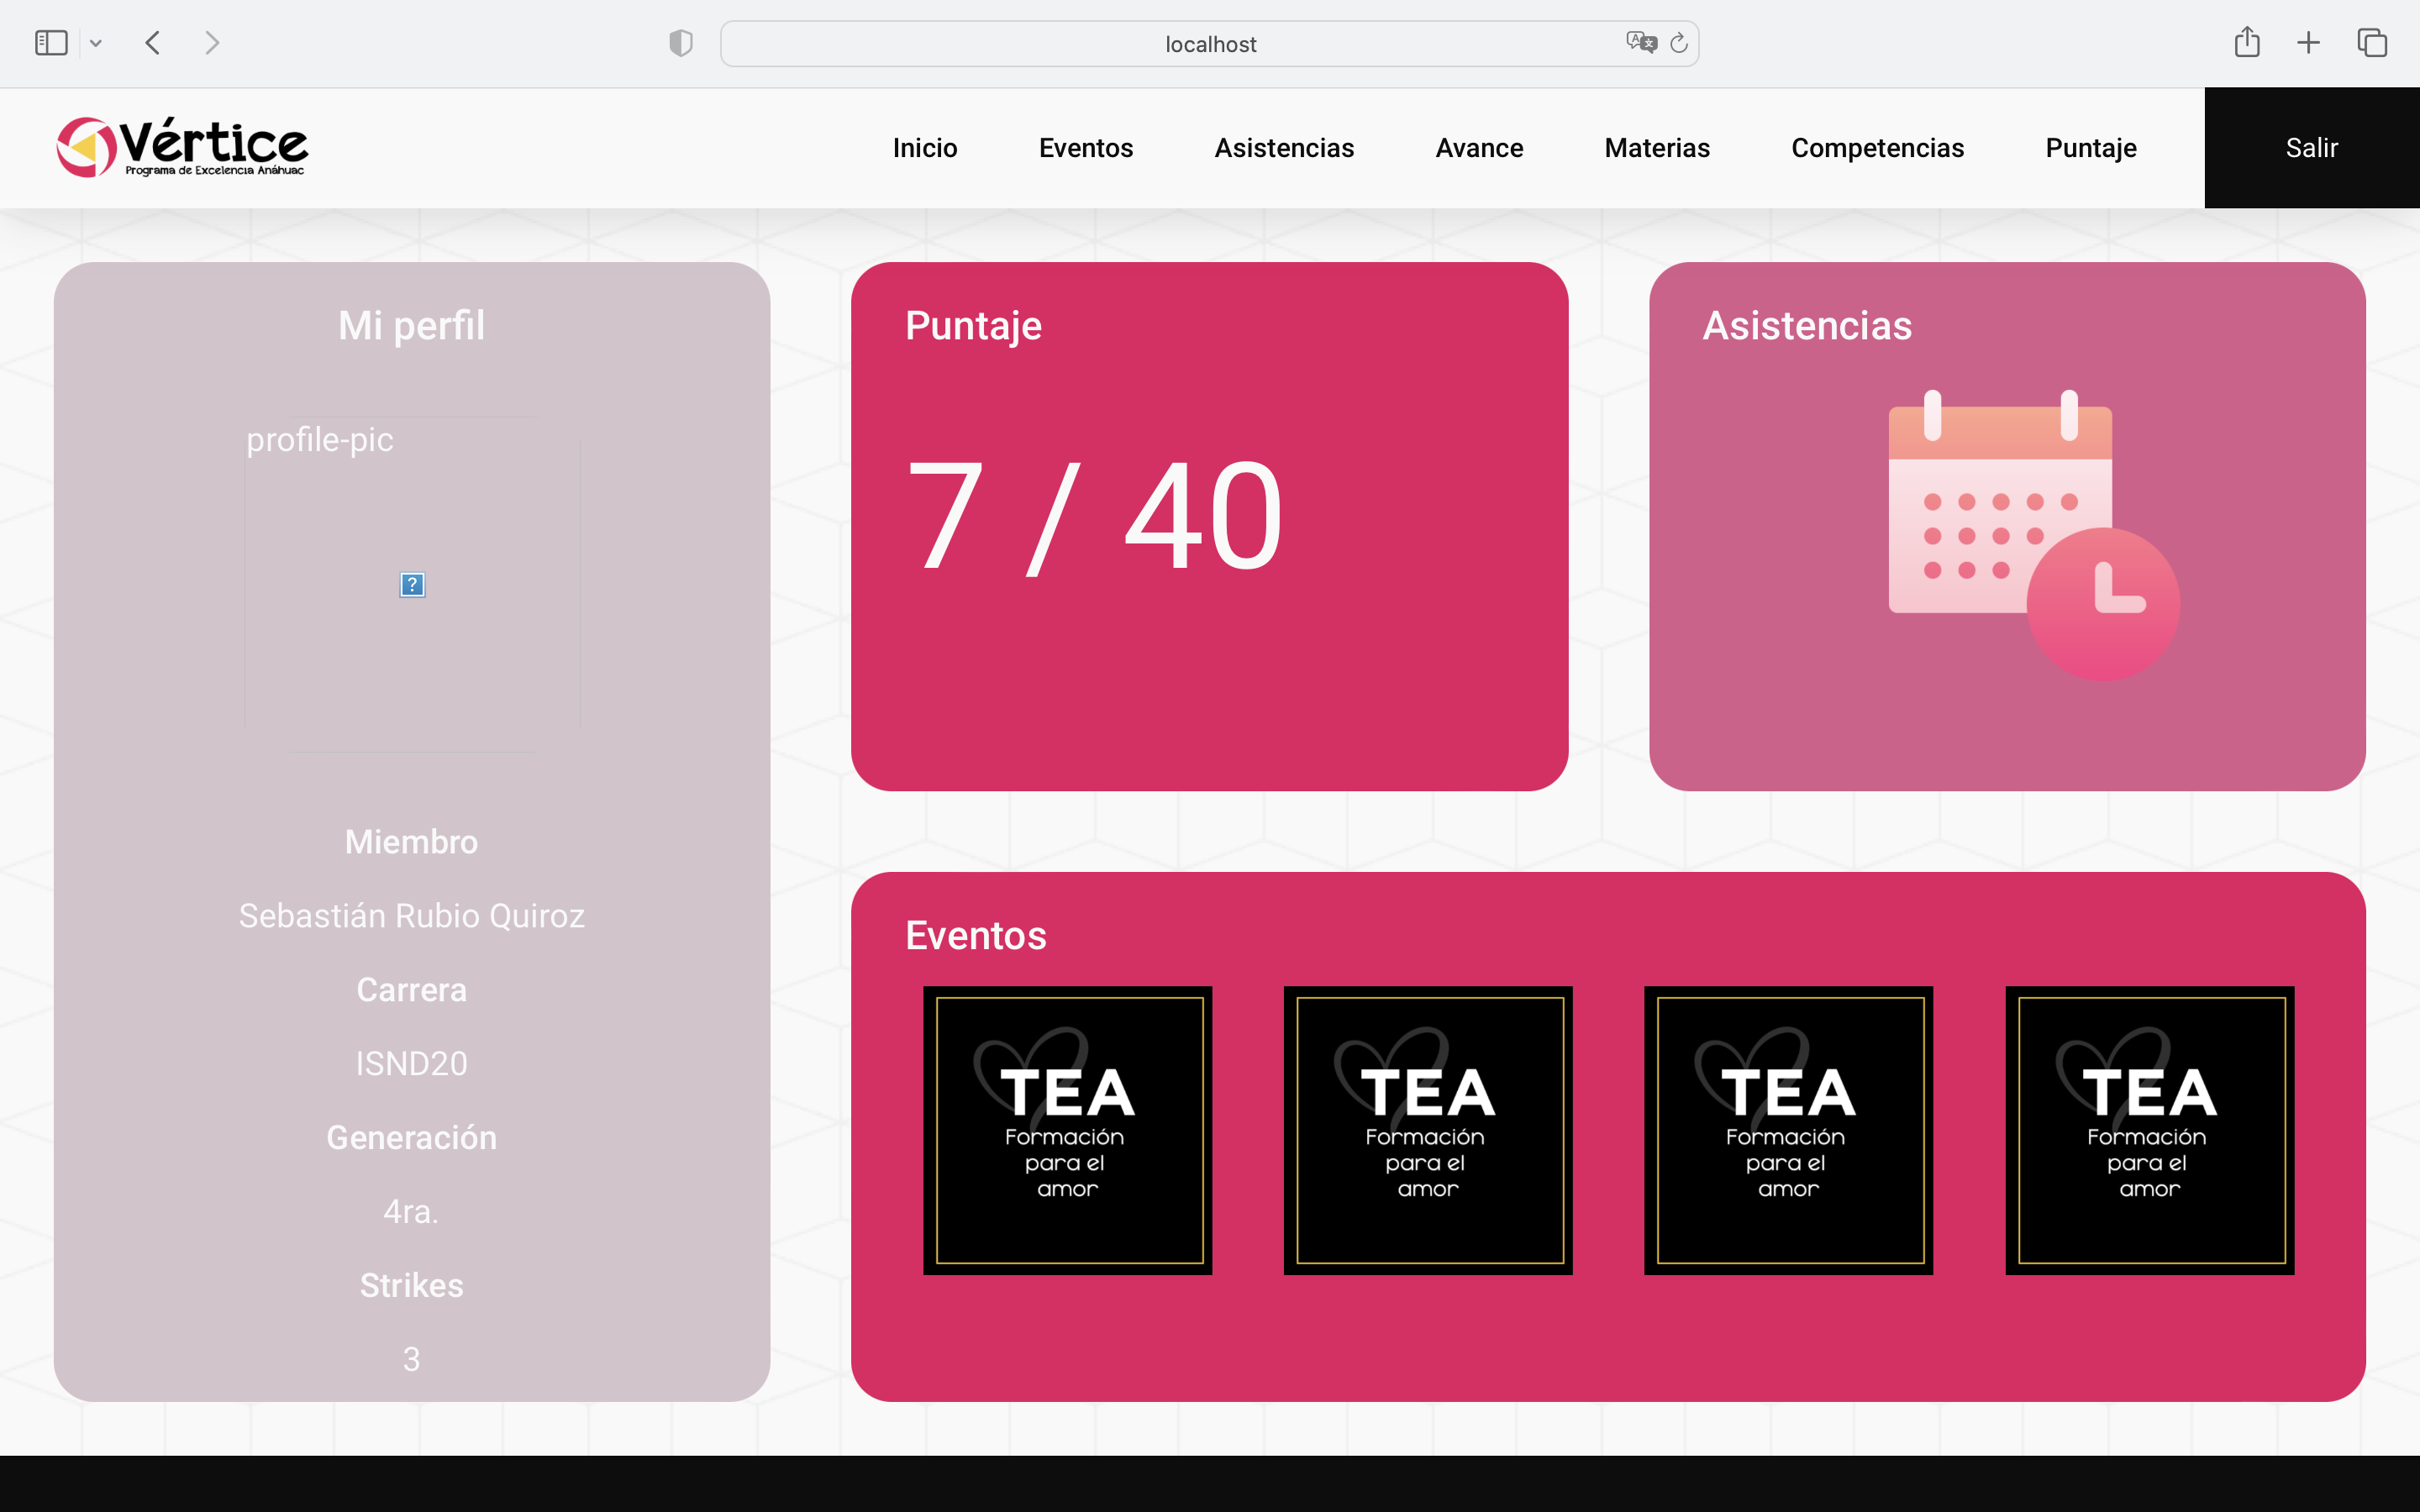 localhost
Vértice
Programa de Excelencia Anáhuac
Inicio
Eventos
Asistencias
Avance
Materias
Competencias
Puntaje
Salir
Mi perfil
profile-pic
?
Miembro
Sebastián Rubio Quiroz
Carrera
ISND20
Generación
4ra.
Strikes
3
Puntaje
7 / 40
Asistencias
Eventos
TEA
Formación
para el
amor
TEA
Formación
para el
amor
TEA
Formación
para el
amor
TEA
Formación
para el
amor